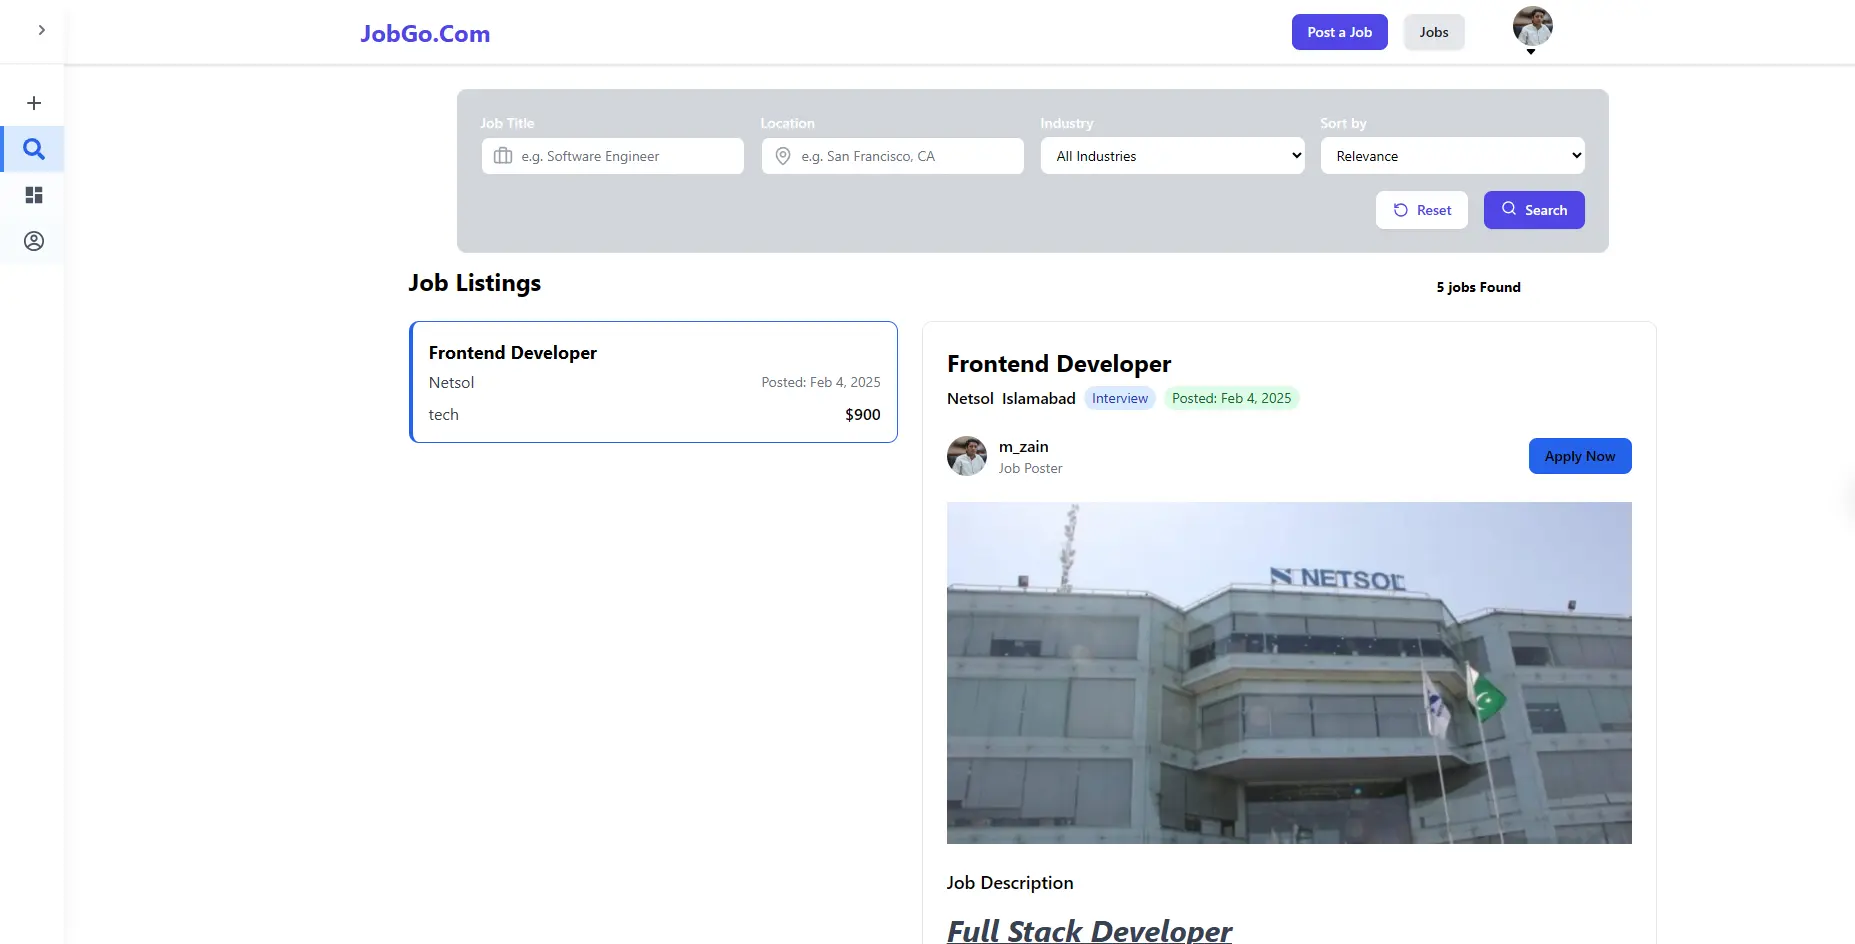 JobGo.Com
Post a Job
Jobs
Job Title
Location
Industry
Sort by
e.g. Software Engineer
e.g. San Francisco, CA
All Industries
Relevance
Reset
Search
Job Listings
5 jobs Found
Frontend Developer
Netsol
Posted: Feb 4, 2025
tech
$900
Frontend Developer
Netsol Islamabad Interview Posted: Feb 4, 2025
m_zain
Job Poster
Apply Now
NETSOL
Job Description
Full Stack Developer